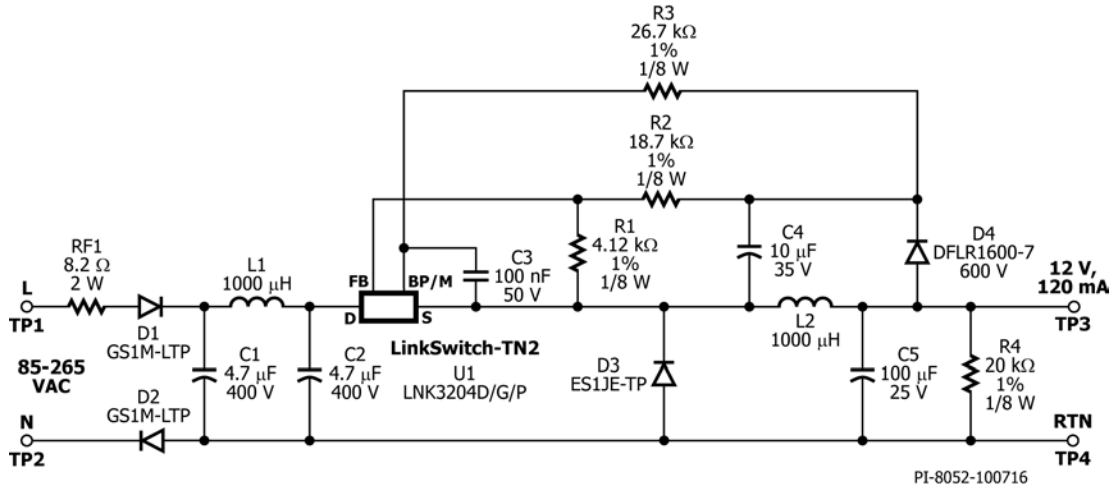 R3
26.7 kΩ
1%
1/8 W
R2
18.7 kΩ
1%
1/8 W
RF1
8.2 Ω
2 W
L
TP1
D1
GS1M-LTP
L1
1000 µH
FB
BP/M
D
S
C3
100 nF
50 V
R1
4.12 kΩ
1%
1/8 W
C4
10 µF
35 V
D4
DFLR1600-7
600 V
12 V,
120 mA
TP3
L2
1000 µH
85-265
VAC
C1
4.7 µF
400 V
C2
4.7 µF
400 V
LinkSwitch-TN2
U1
LNK3204D/G/P
D3
ES1JE-TP
C5
100 µF
25 V
R4
20 kΩ
1%
1/8 W
D2
GS1M-LTP
N
TP2
RTN
TP4
PI-8052-100716